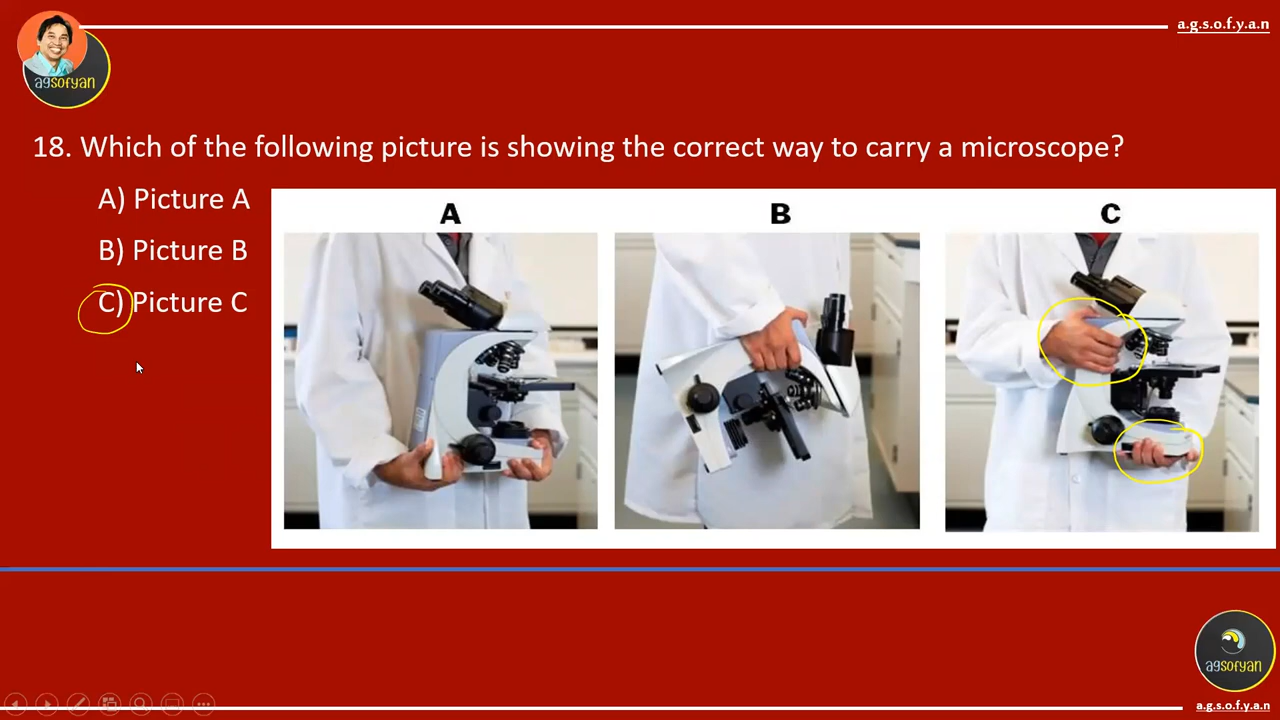 a.g.s.o.f.y.a.n
agsofyan
18. Which of the following picture is showing the correct way to carry a microscope?
A) Picture A
B) Picture B
C) Picture C
A
B
C
agsofyan
a.g.s.o.f.y.a.n